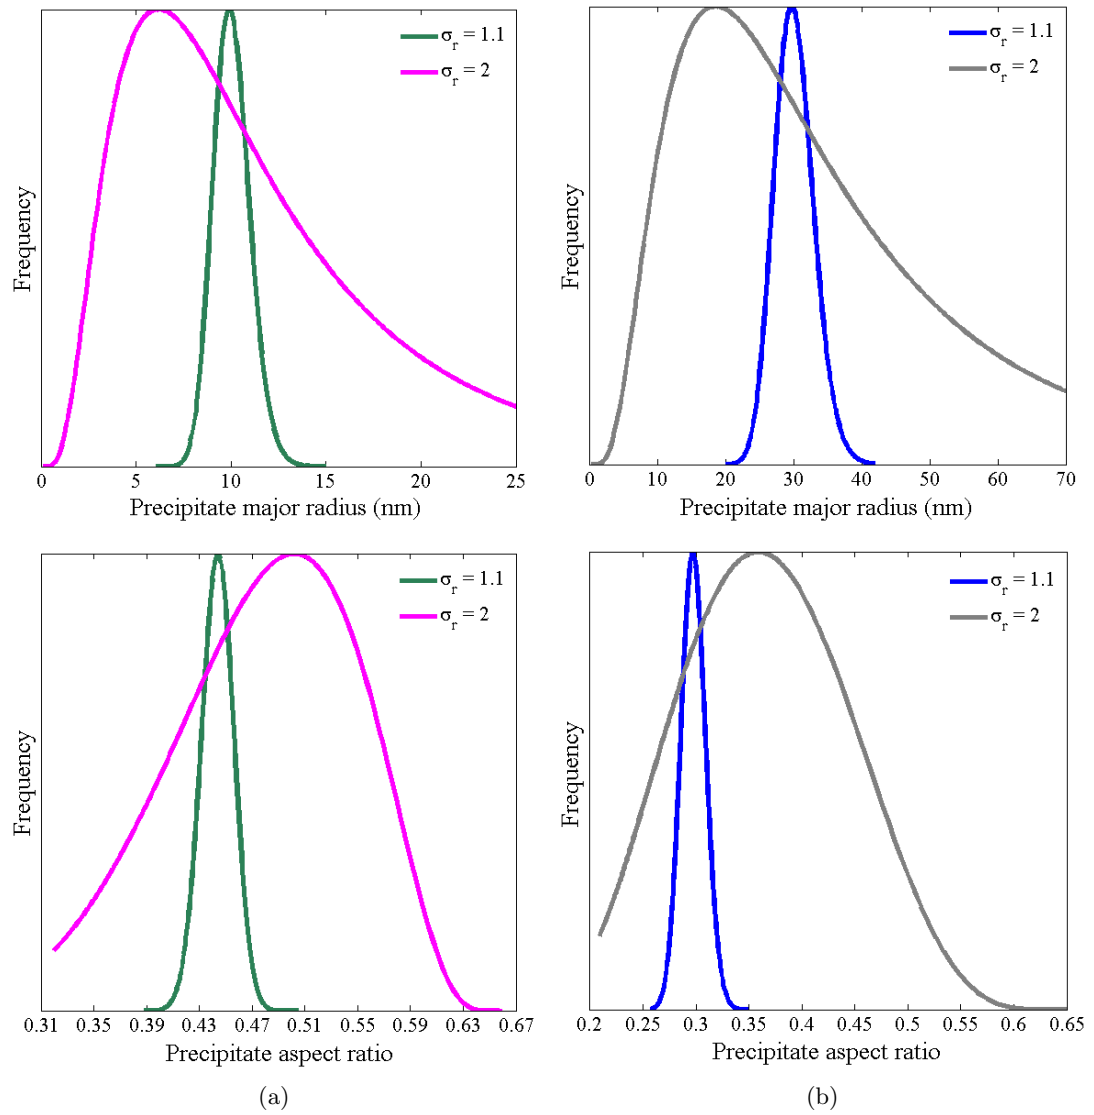 σr = 1.1
σr = 2
Frequency
0 5 10 15 20 25
Precipitate major radius (nm)
σr = 1.1
σr = 2
Frequency
0 10 20 30 40 50 60 70
Precipitate major radius (nm)
σr = 1.1
σr = 2
Frequency
0.31 0.35 0.39 0.43 0.47 0.51 0.55 0.59 0.63 0.67
Precipitate aspect ratio
(a)
σr = 1.1
σr = 2
Frequency
0.2 0.25 0.3 0.35 0.4 0.45 0.5 0.55 0.6 0.65
Precipitate aspect ratio
(b)